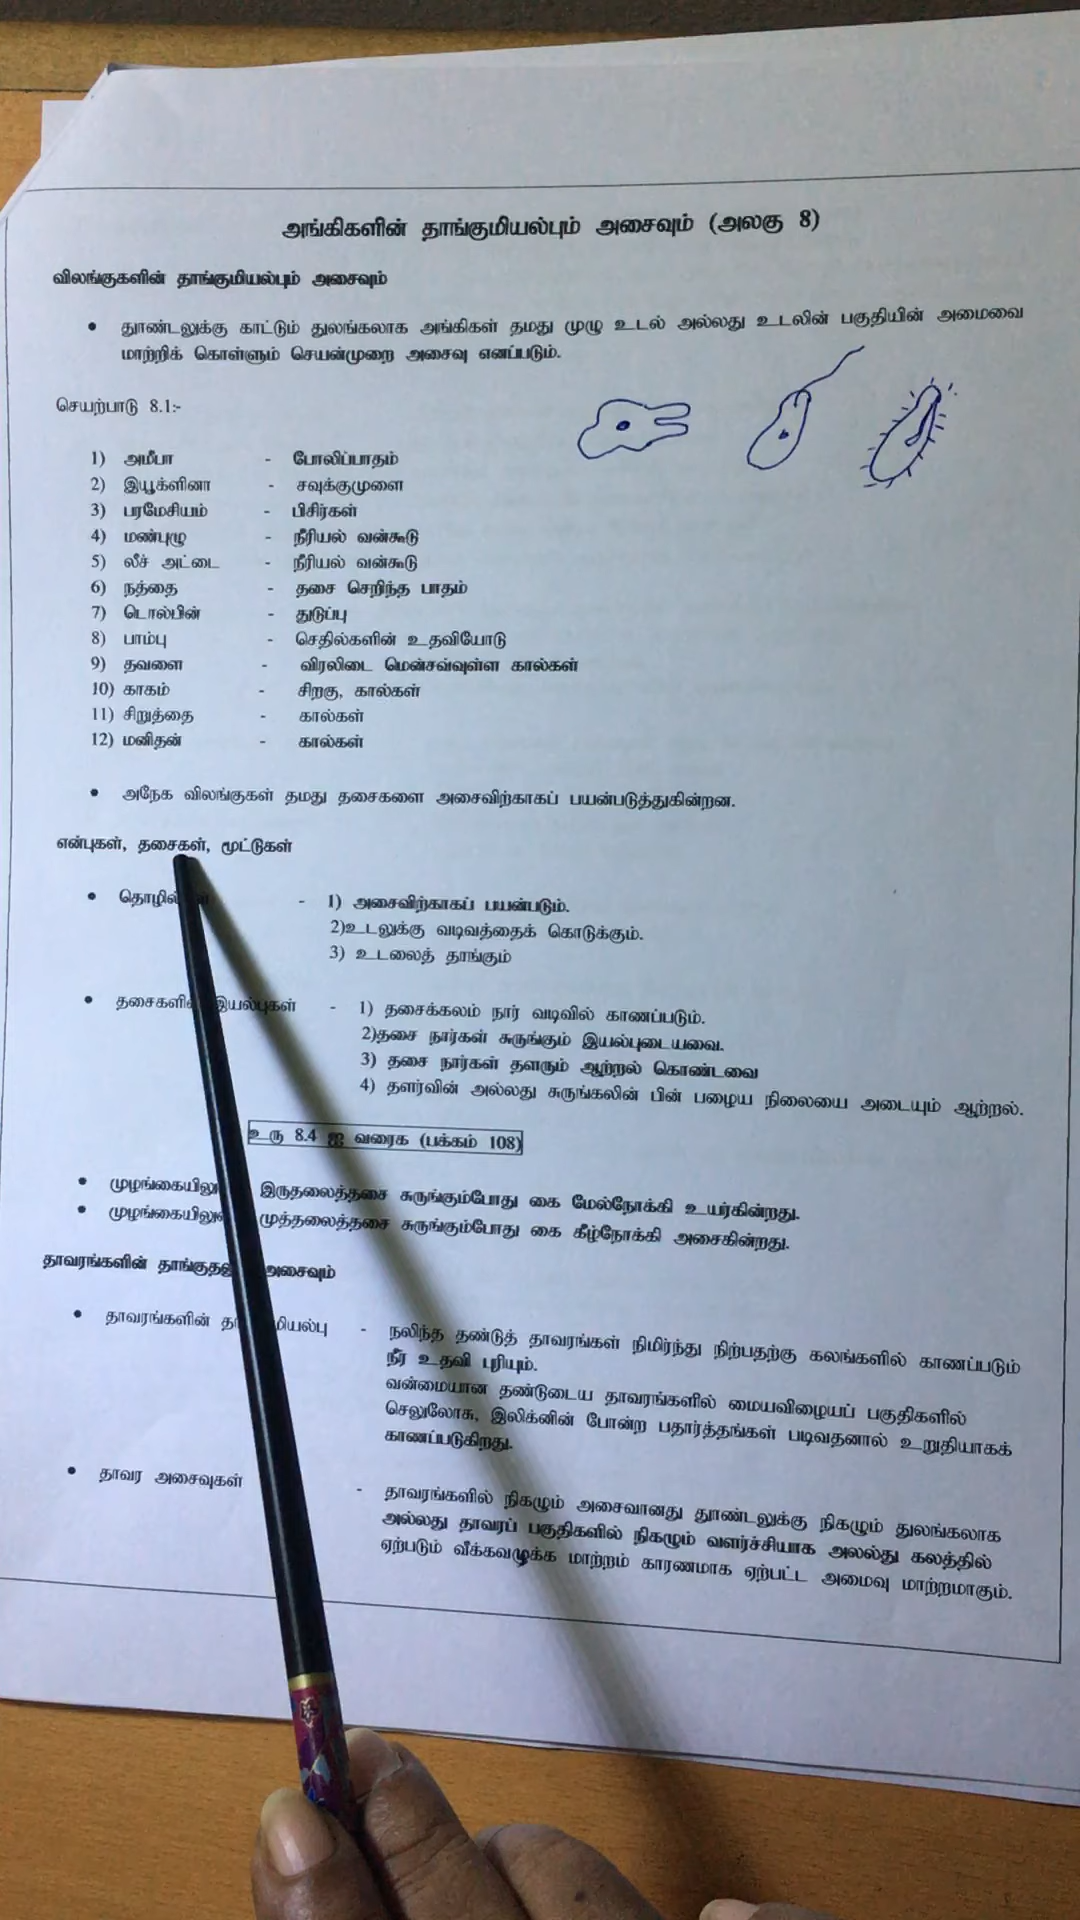 அங்கிகளின் தாங்குமியல்பும் அசைவும் (அலகு 8)
விலங்குகளின் தாங்குமியல்பும் அசைவும்
• தூண்டலுக்கு காட்டும் துலங்கலாக அங்கிகள் தமது முழு உடல் அல்லது உடலின் பகுதியின் அமைவை
மாற்றிக் கொள்ளும் செயன்முறை அசைவு எனப்படும்.
செயற்பாடு 8.1:-
1) அமீபா - போலிப்பாதம்
2) இயூக்ளினா - சவுக்குமுளை
3) பரமேசியம் - பிசிர்கள்
4) மண்புழு - நீரியல் வன்கூடு
5) லீச் அட்டை - நீரியல் வன்கூடு
6) நத்தை - தசை செறிந்த பாதம்
7) டொல்பின் - துடுப்பு
8) பாம்பு - செதில்களின் உதவியோடு
9) தவளை - விரலிடை மென்சவ்வுள்ள கால்கள்
10) காகம் - சிறகு, கால்கள்
11) சிறுத்தை - கால்கள்
12) மனிதன் - கால்கள்
• அநேக விலங்குகள் தமது தசைகளை அசைவிற்காகப் பயன்படுத்துகின்றன.
என்புகள், தசைகள், மூட்டுகள்
• - 1) அசைவிற்காகப் பயன்படும்.
2)உடலுக்கு வடிவத்தைக் கொடுக்கும்.
3) உடலைத் தாங்கும்
• இயல்புகள் - 1) தசைக்கலம் நார் வடிவில் காணப்படும்.
2)தசை நார்கள் சுருங்கும் இயல்புடையவை.
3) தசை நார்கள் தளரும் ஆற்றல் கொண்டவை
4) தளர்வின் அல்லது சுருங்கலின் பின் பழைய நிலையை அடையும் ஆற்றல்.
உரு 8.4 ஐ வரைக (பக்கம் 108)
• இருதலைத்தசை சுருங்கும்போது கை மேல்நோக்கி உயர்கின்றது.
• முத்தலைத்தசை சுருங்கும்போது கை கீழ்நோக்கி அசைகின்றது.
தாவரங்களின் அசைவும்
• தாவரங்களின் - நலிந்த தண்டுத் தாவரங்கள் நிமிர்ந்து நிற்பதற்கு கலங்களில் காணப்படும்
நீர் உதவி புரியும்.
வன்மையான தண்டுடைய தாவரங்களில் மையவிழையப் பகுதிகளில்
செலுலோசு, இலிக்னின் போன்ற பதார்த்தங்கள் படிவதனால் உறுதியாகக்
காணப்படுகிறது.
• தாவர அசைவுகள் - தாவரங்களில் நிகழும் அசைவானது தூண்டலுக்கு நிகழும் துலங்கலாக
அல்லது தாவரப் பகுதிகளில் நிகழும் வளர்ச்சியாக அலல்து கலத்தில்
ஏற்படும் வீக்கவழுக்க மாற்றம் காரணமாக ஏற்பட்ட அமைவு மாற்றமாகும்.